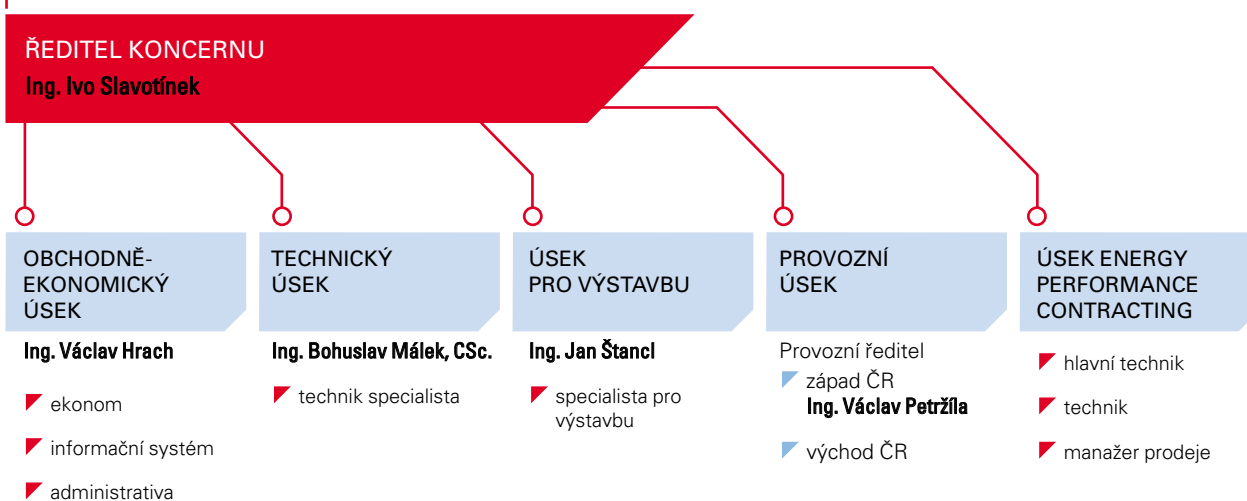 ŘEDITEL KONCERNU
Ing. Ivo Slavotínek
OBCHODNĚ-
EKONOMICKÝ
ÚSEK
Ing. Václav Hrach
ekonom
informační systém
administrativa
TECHNICKÝ
ÚSEK
Ing. Bohuslav Málek, CSc.
technik specialista
ÚSEK
PRO VÝSTAVBU
Ing. Jan Štancl
specialista pro
výstavbu
PROVOZNÍ
ÚSEK
Provozní ředitel
západ ČR
Ing. Václav Petržíla
východ ČR
ÚSEK ENERGY
PERFORMANCE
CONTRACTING
hlavní technik
technik
manažer prodeje